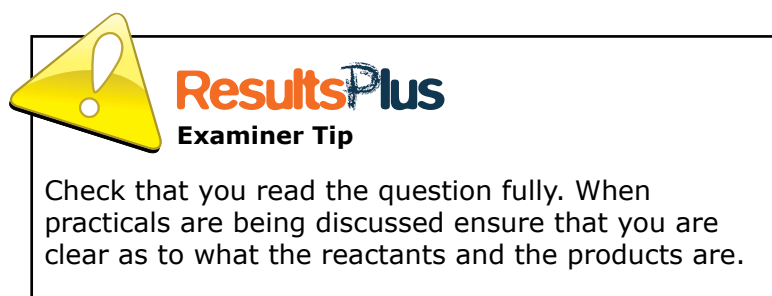 ResultsPlus
Examiner Tip
Check that you read the question fully. When
practicals are being discussed ensure that you are
clear as to what the reactants and the products are.